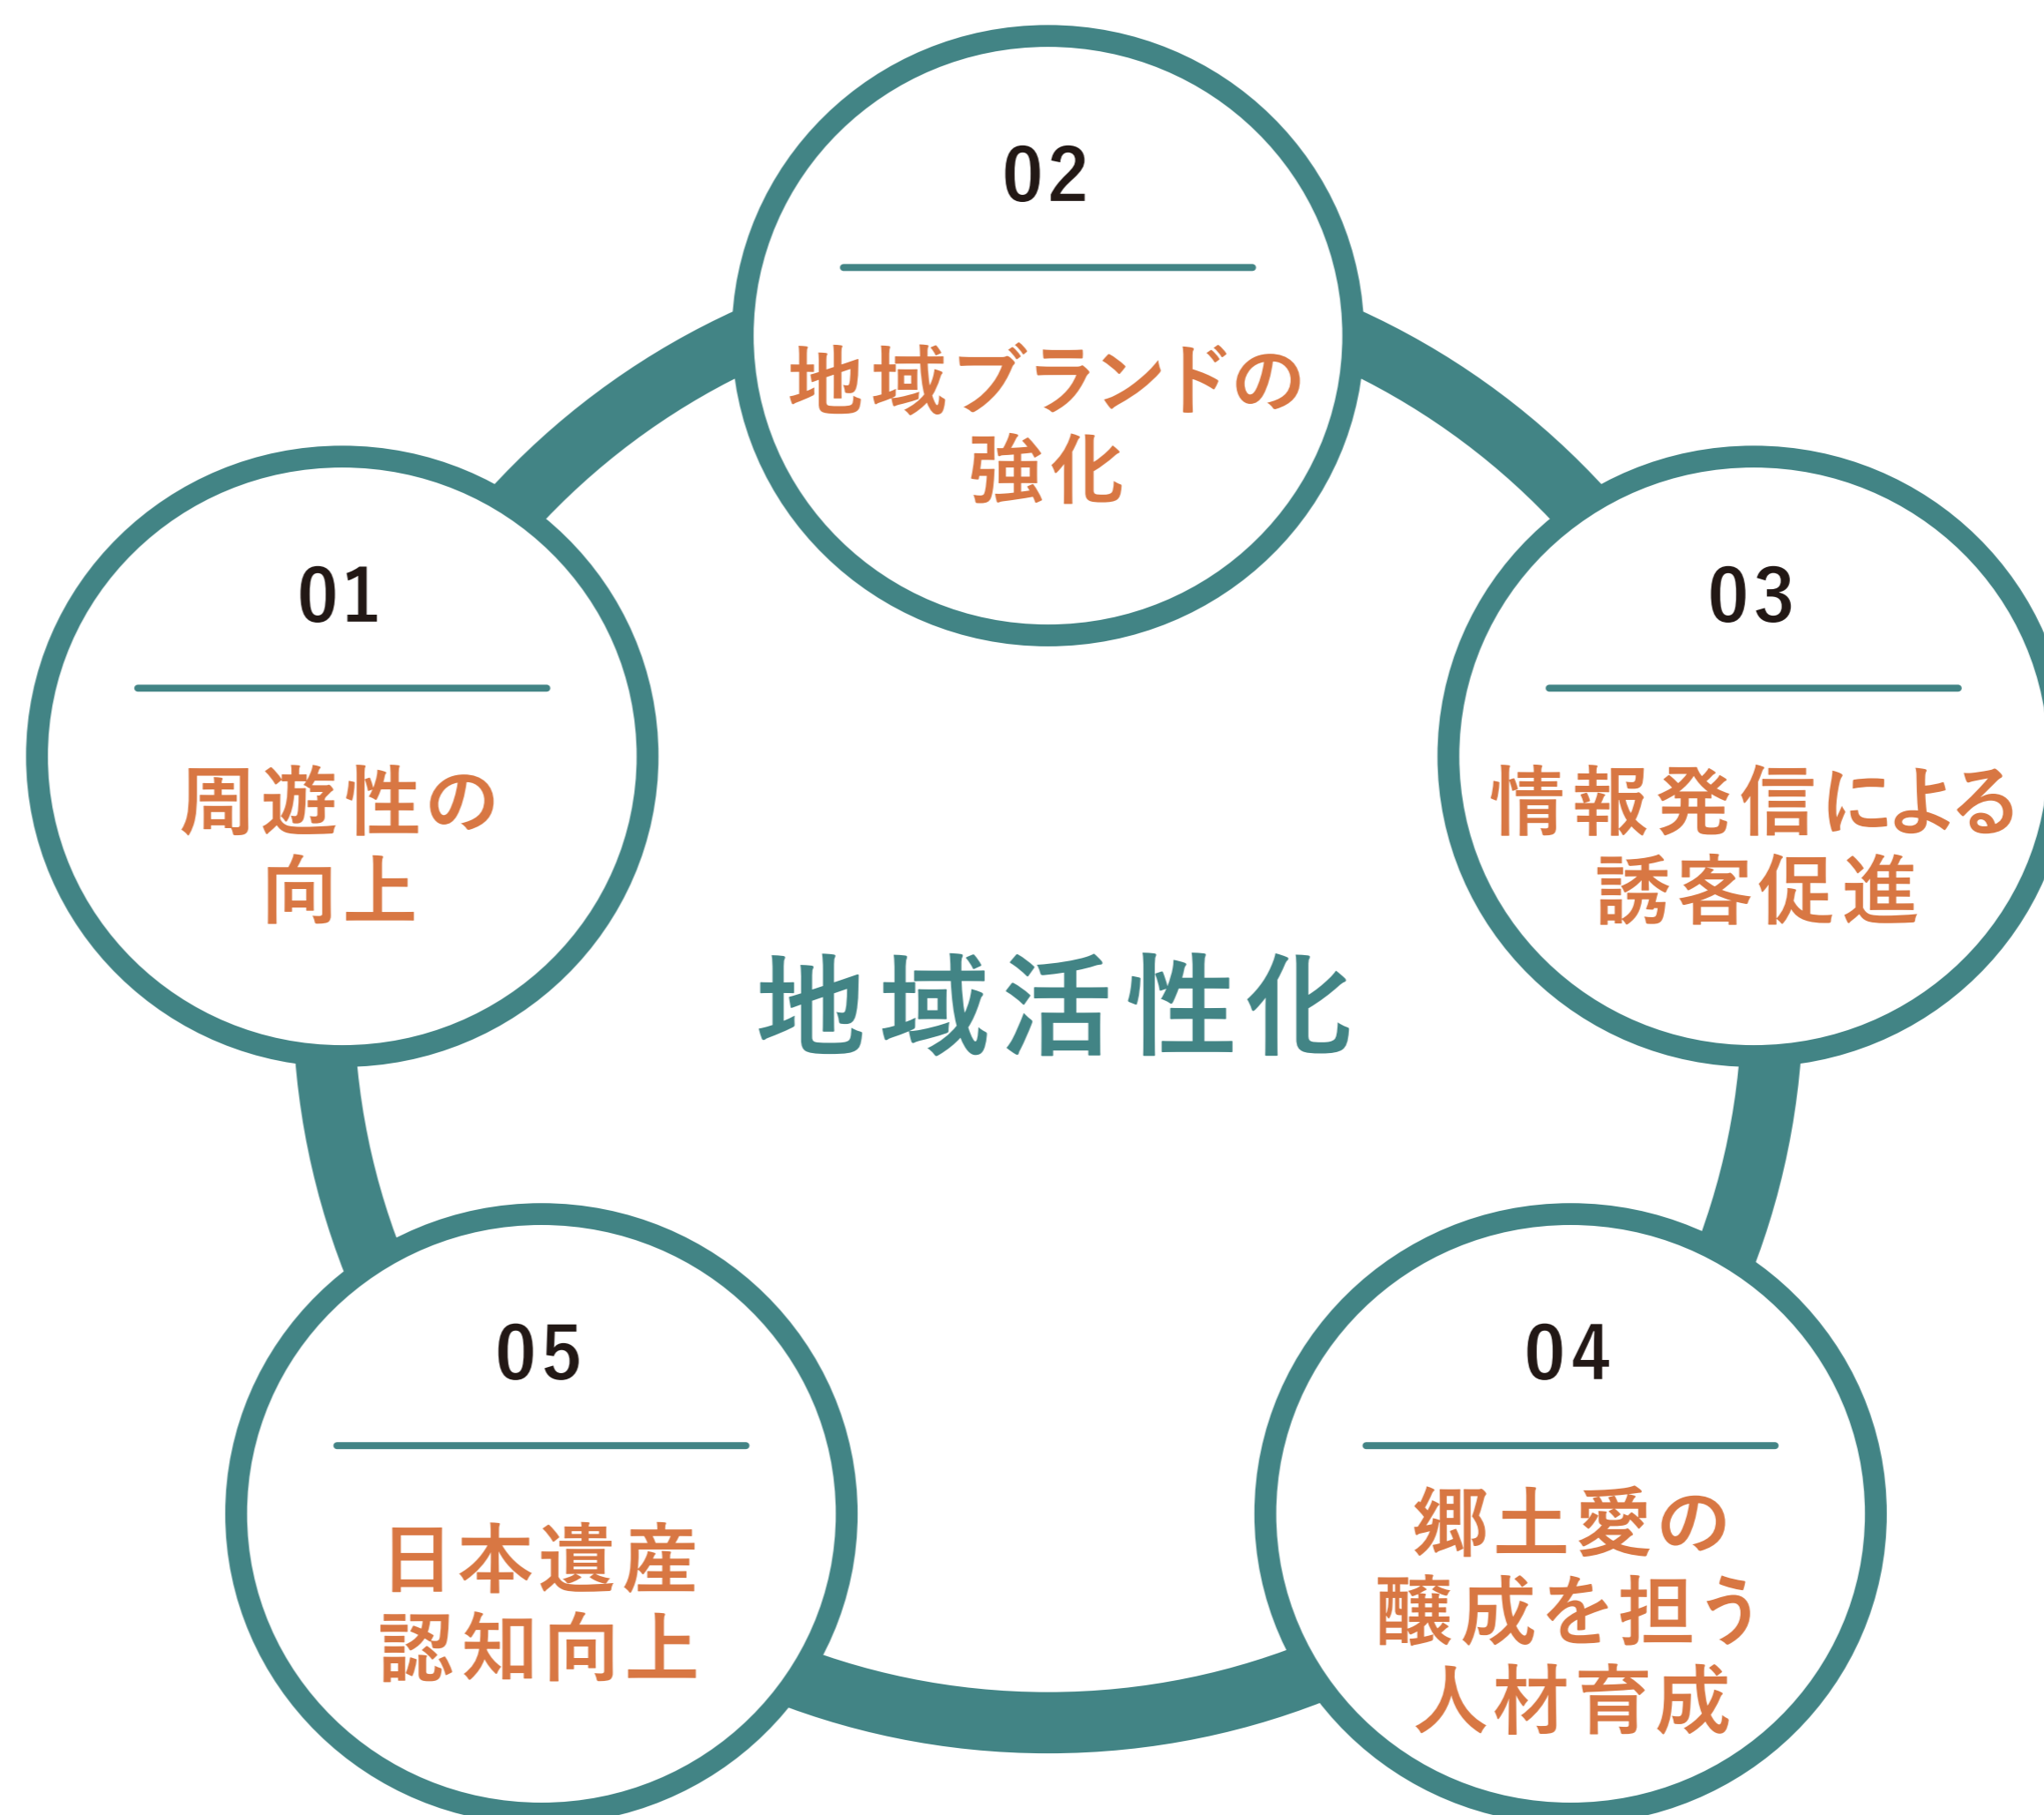 01
周遊性の
向上
02
地域ブランドの
強化
03
情報発信による
誘客促進
04
郷土愛の
醸成を担う
人材育成
05
日本遺産
認知向上
地域活性化